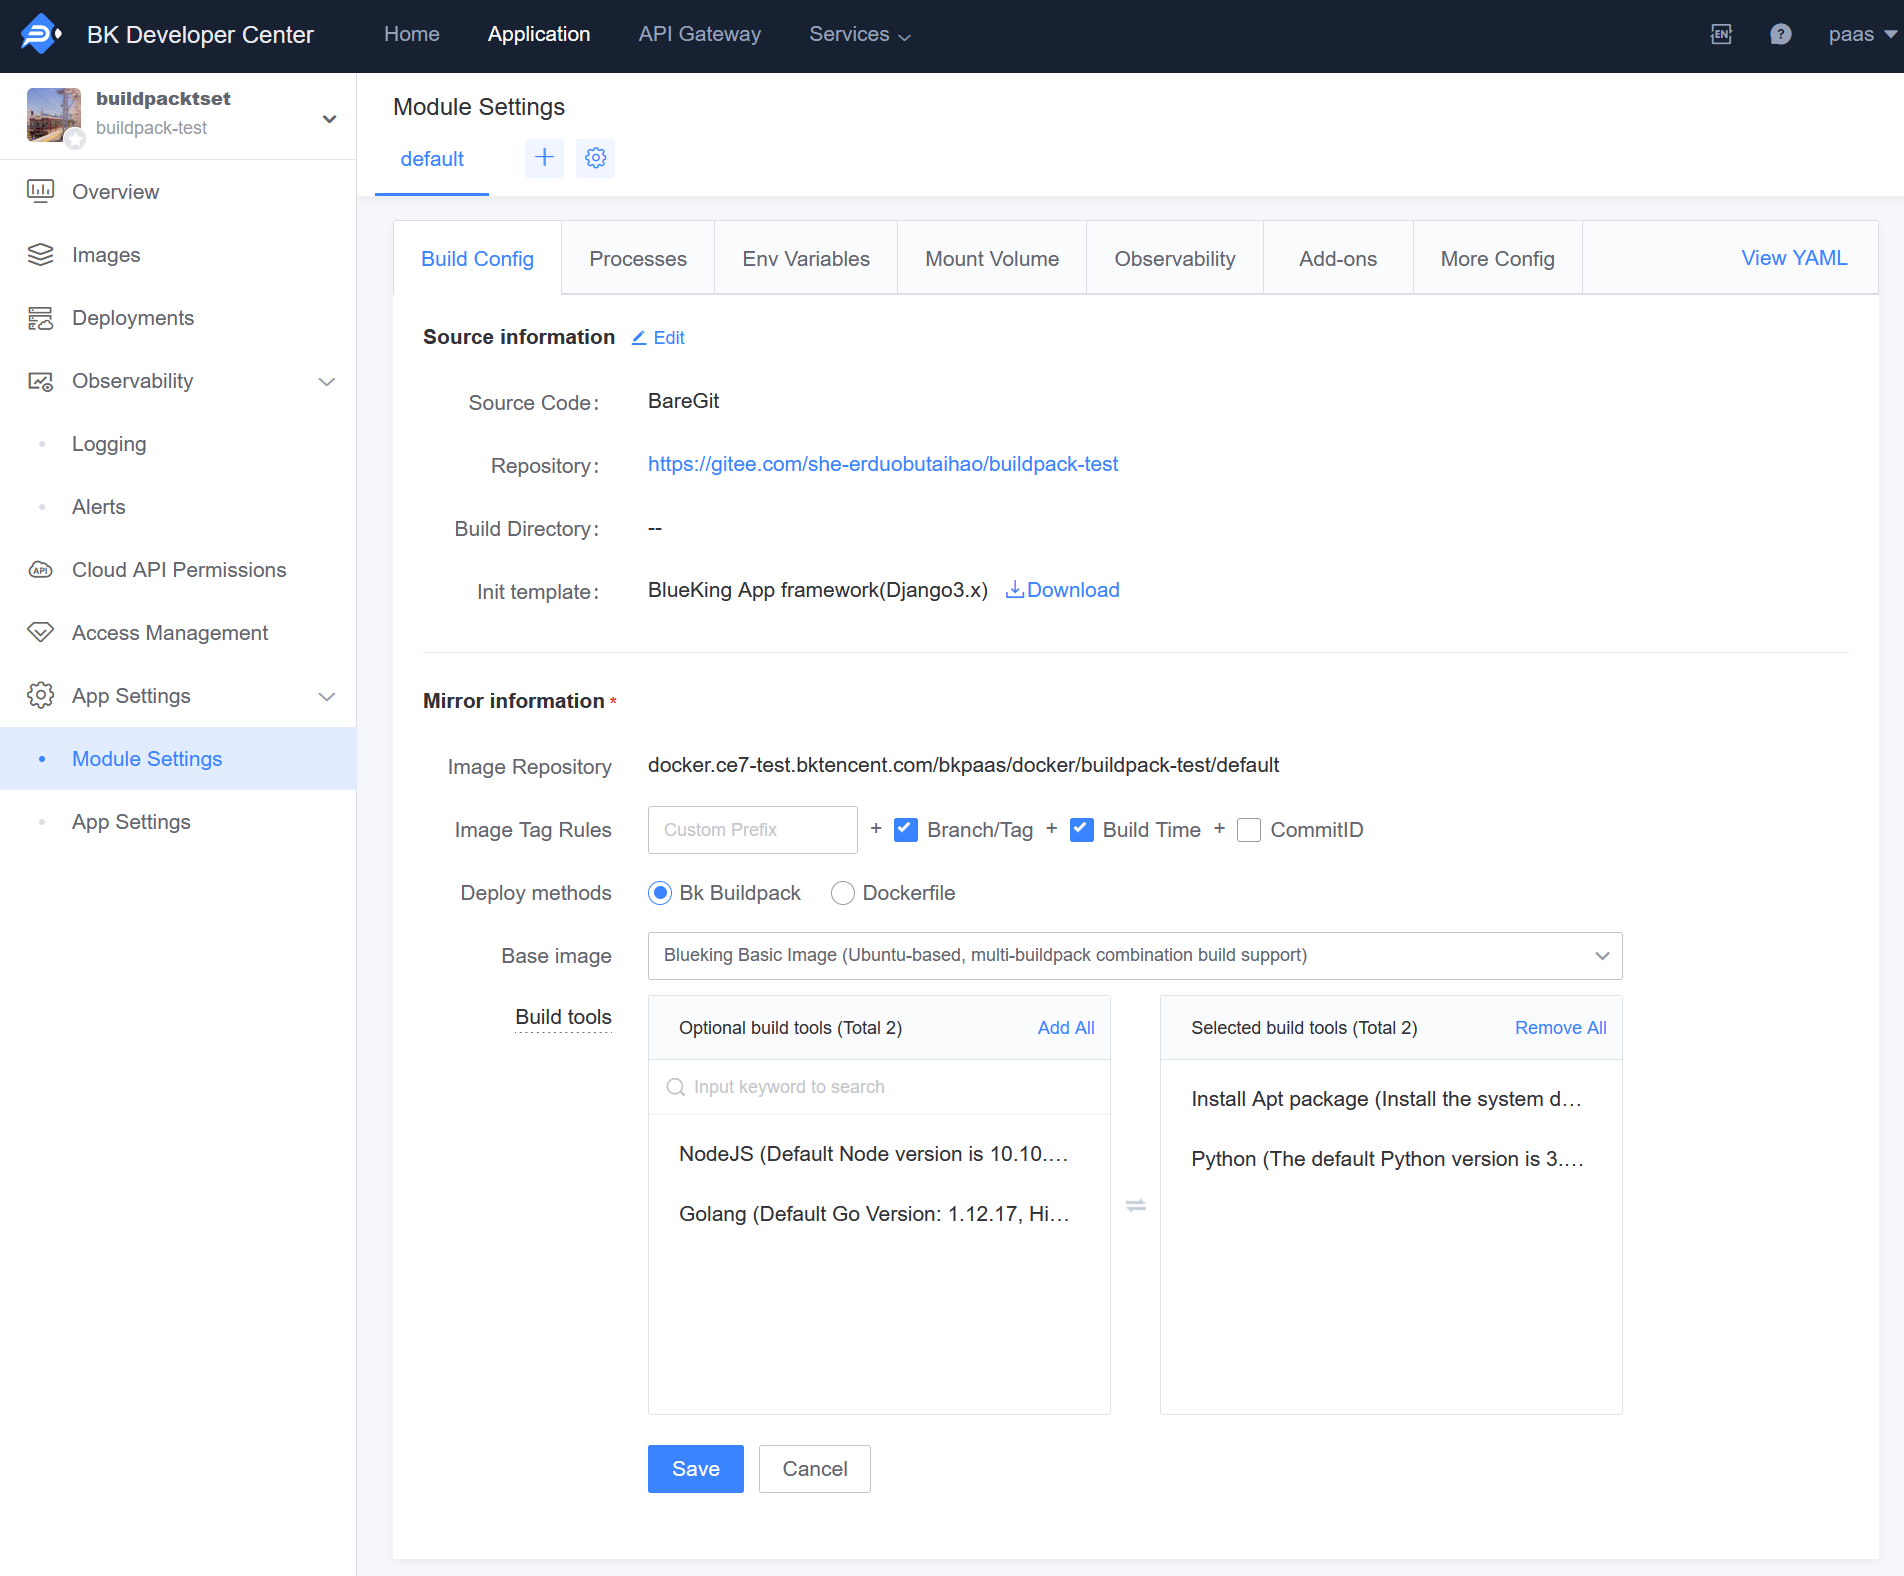 BK Developer Center
Home
Application
API Gateway
Services
EN
?
paas
buildpacktset
buildpack-test
Overview
Images
Deployments
Observability
Logging
Alerts
API
Cloud API Permissions
Access Management
App Settings
Module Settings
App Settings
Module Settings
default
Build Config
Processes
Env Variables
Mount Volume
Observability
Add-ons
More Config
View YAML
Source information
Edit
Source Code:
BareGit
Repository:
https://gitee.com/she-erduobutaihao/buildpack-test
Build Directory:
--
Init template:
BlueKing App framework(Django3.x)
Download
Mirror information *
Image Repository
docker.ce7-test.bktencent.com/bkpaas/docker/buildpack-test/default
Image Tag Rules
Custom Prefix
+ Branch/Tag + Build Time + CommitID
Deploy methods
Bk Buildpack
Dockerfile
Base image
Blueking Basic Image (Ubuntu-based, multi-buildpack combination build support)
Build tools
Optional build tools (Total 2)
Add All
Input keyword to search
NodeJS (Default Node version is 10.10....
Golang (Default Go Version: 1.12.17, Hi...
Selected build tools (Total 2)
Remove All
Install Apt package (Install the system d...
Python (The default Python version is 3....
Save
Cancel